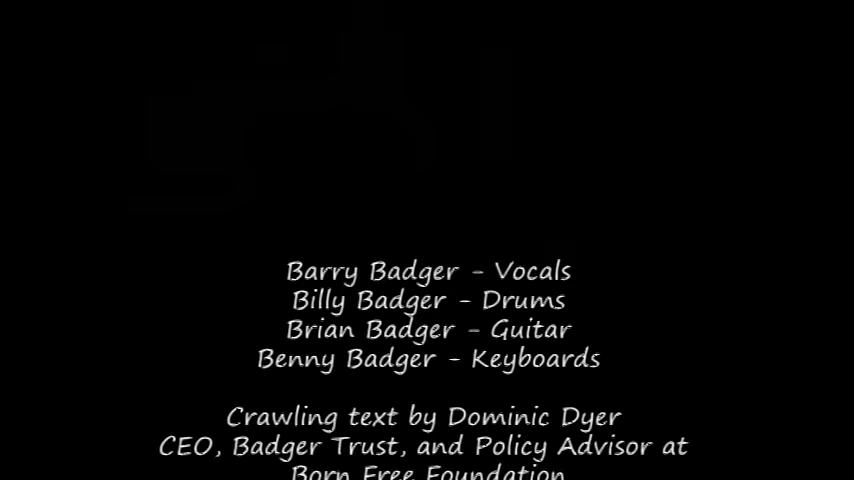 Barry Badger - Vocals
Billy Badger - Drums
Brian Badger - Guitar
Benny Badger - Keyboards
Crawling text by Dominic Dyer
CEO, Badger Trust, and Policy Advisor at
Born Free Foundation